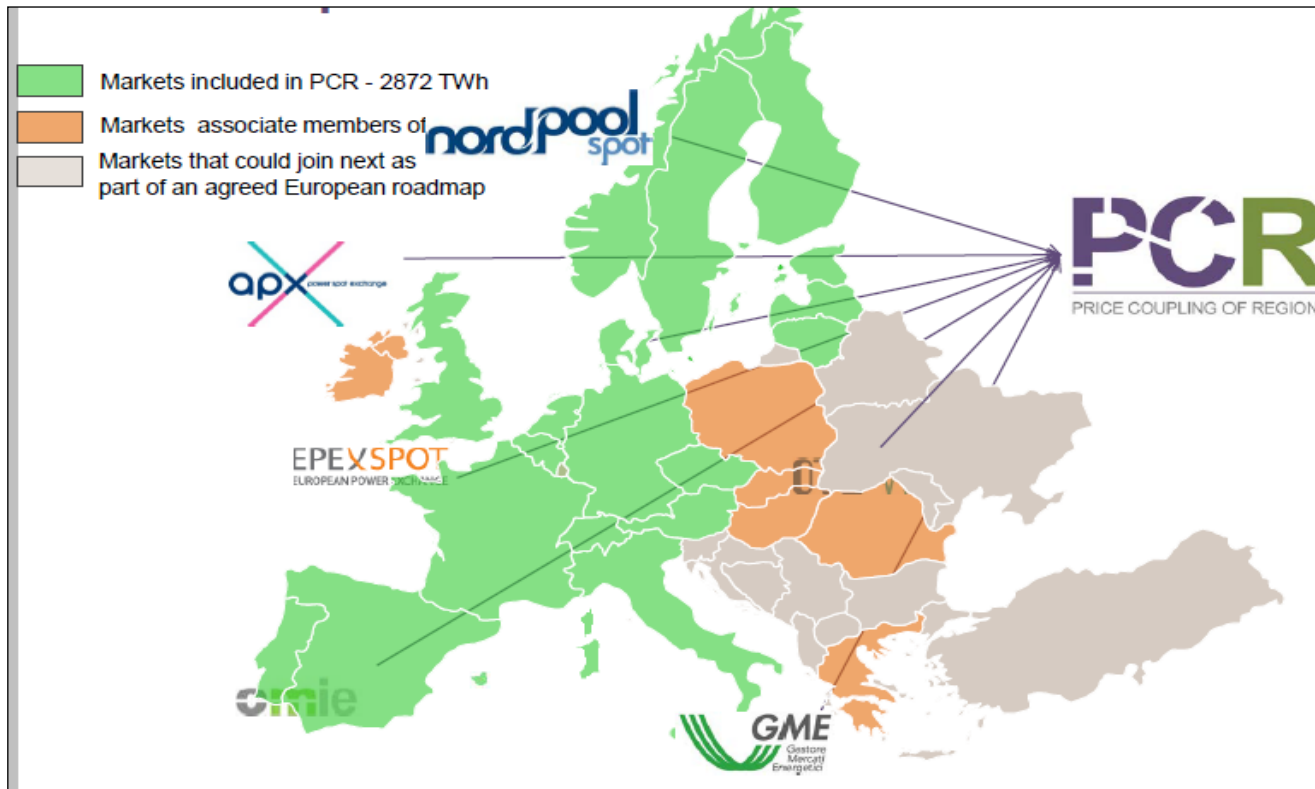 Markets included in PCR - 2872 TWh
Markets associate members of
Markets that could join next as
part of an agreed European roadmap
nordpool
spot
apx power spot exchange
PCR
PRICE COUPLING OF REGION
EPEXSPOT
EUROPEAN POWER EXCHANGE
omie
GME
Gestore
Mercati
Energetici